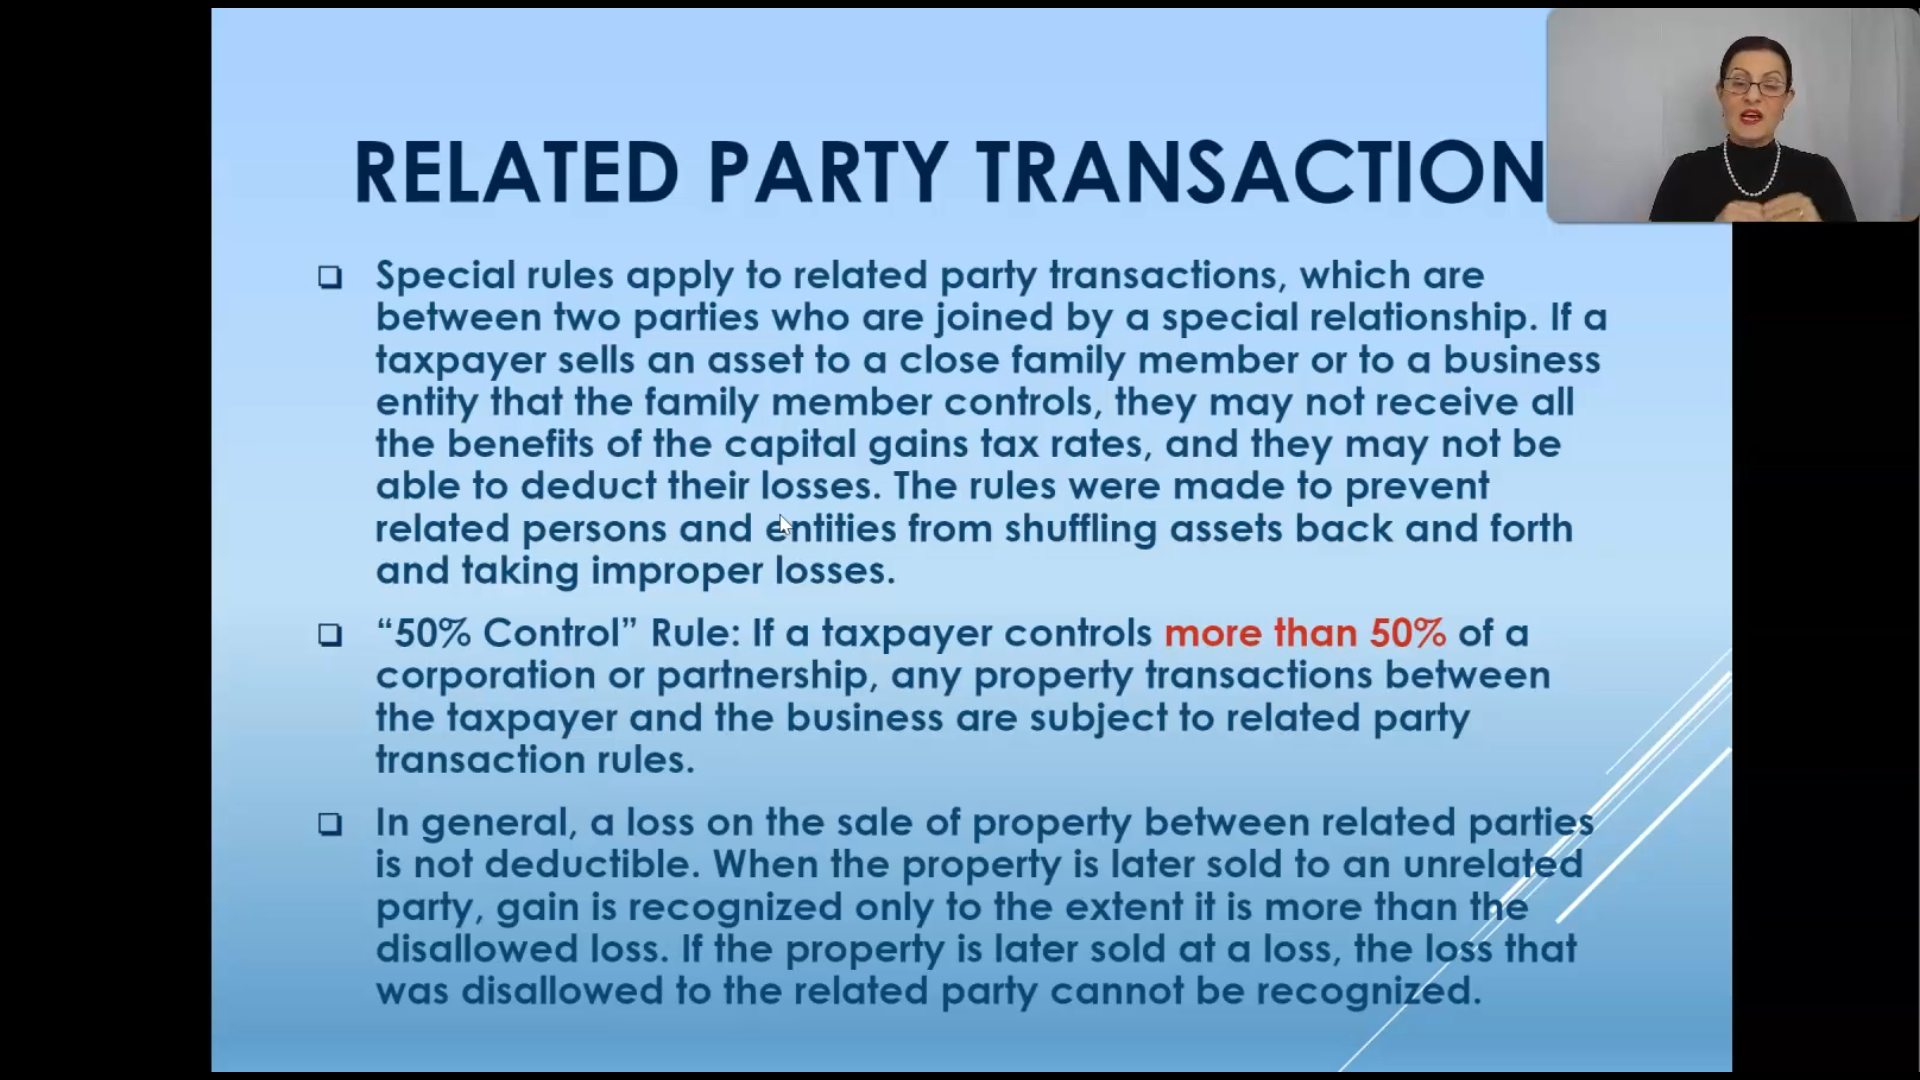 RELATED PARTY TRANSACTION
Special rules apply to related party transactions, which are
between two parties who are joined by a special relationship. If a
taxpayer sells an asset to a close family member or to a business
entity that the family member controls, they may not receive all
the benefits of the capital gains tax rates, and they may not be
able to deduct their losses. The rules were made to prevent
related persons and entities from shuffling assets back and forth
and taking improper losses.
“50% Control” Rule: If a taxpayer controls more than 50% of a
corporation or partnership, any property transactions between
the taxpayer and the business are subject to related party
transaction rules.
In general, a loss on the sale of property between related parties
is not deductible. When the property is later sold to an unrelated
party, gain is recognized only to the extent it is more than the
disallowed loss. If the property is later sold at a loss, the loss that
was disallowed to the related party cannot be recognized.